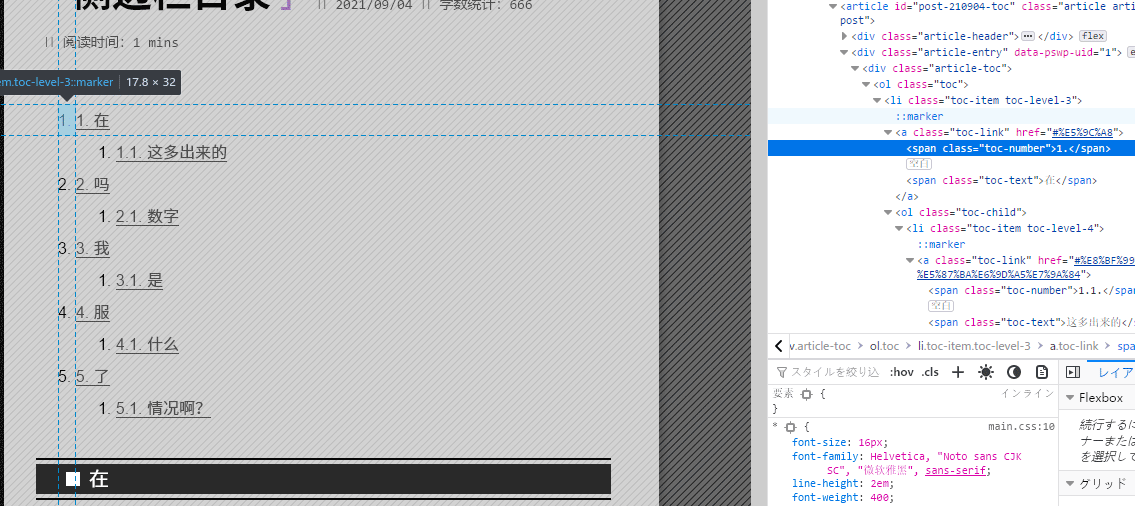 侧边栏目录」 || 2021/09/04 || 字数统计: 666
|| 阅读时间: 1 mins
em.toc-level-3::marker | 17.8 × 32
1. 1. 在
1. 1.1. 这多出来的
2. 2. 吗
1. 2.1. 数字
3. 3. 我
1. 3.1. 是
4. 4. 服
1. 4.1. 什么
5. 5. 了
1. 5.1. 情况啊?
在
<article id="post-210904-toc" class="article arti
post">
<div class="article-header"> </div> flex
<div class="article-entry" data-pswp-uid="1"> e
<div class="article-toc">
<ol class="toc">
<li class="toc-item toc-level-3">
::marker
<a class="toc-link" href="#%E5%9C%A8">
<span class="toc-number">1.</span>
空白
<span class="toc-text">在</span>
</a>
<ol class="toc-child">
<li class="toc-item toc-level-4">
::marker
<a class="toc-link" href="#%E8%BF%99
%E5%87%BA%E6%9D%A5%E7%9A%84">
<span class="toc-number">1.1.</span
空白
<span class="toc-text">这多出来的</s
v.article-toc > ol.toc > li.toc-item.toc-level-3 > a.toc-link > spa
スタイルを絞り込 :hov .cls
要素 { インライン
}
* { main.css:10
font-size: 16px;
font-family: Helvetica, "Noto sans CJK
SC", "微软雅黑", sans-serif;
line-height: 2em;
font-weight: 400;
レイア
Flexbox
続行するに
ナーまたは
を選択して
グリッド